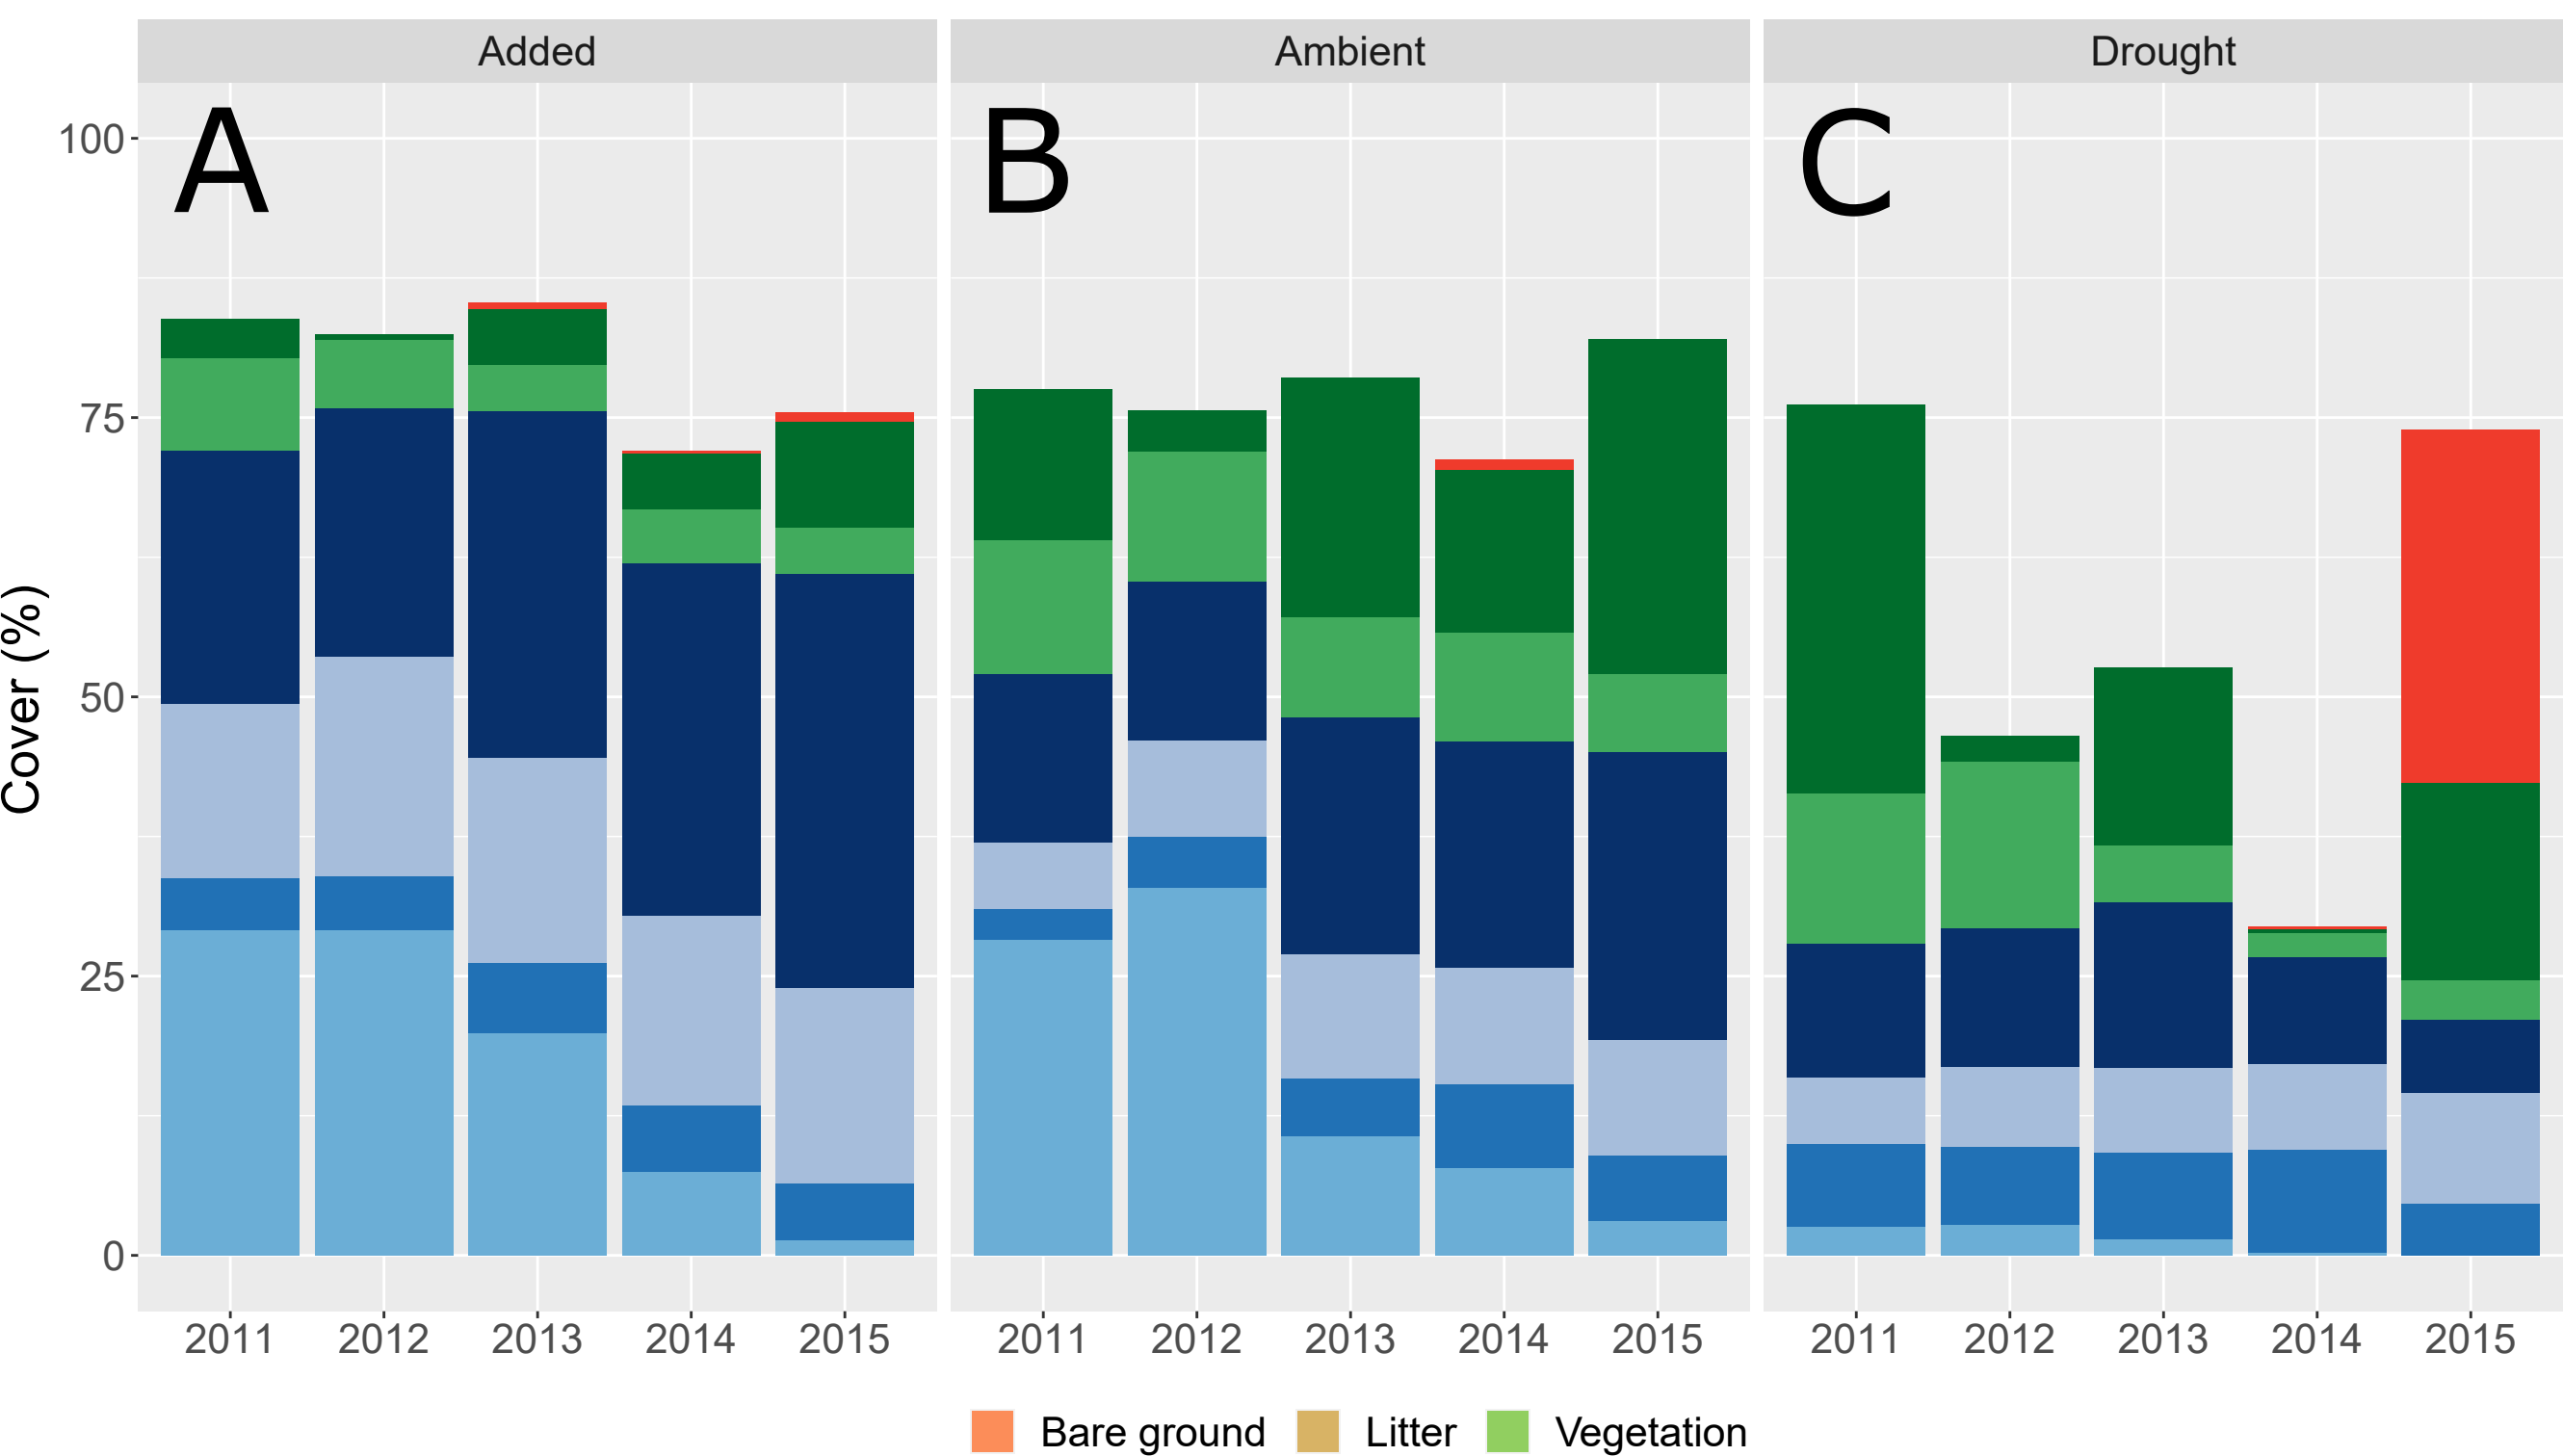 Added Ambient Drought
A B C
100
75
50
25
0
Cover (%)
2011 2012 2013 2014 2015 2011 2012 2013 2014 2015 2011 2012 2013 2014 2015
Bare ground Litter Vegetation